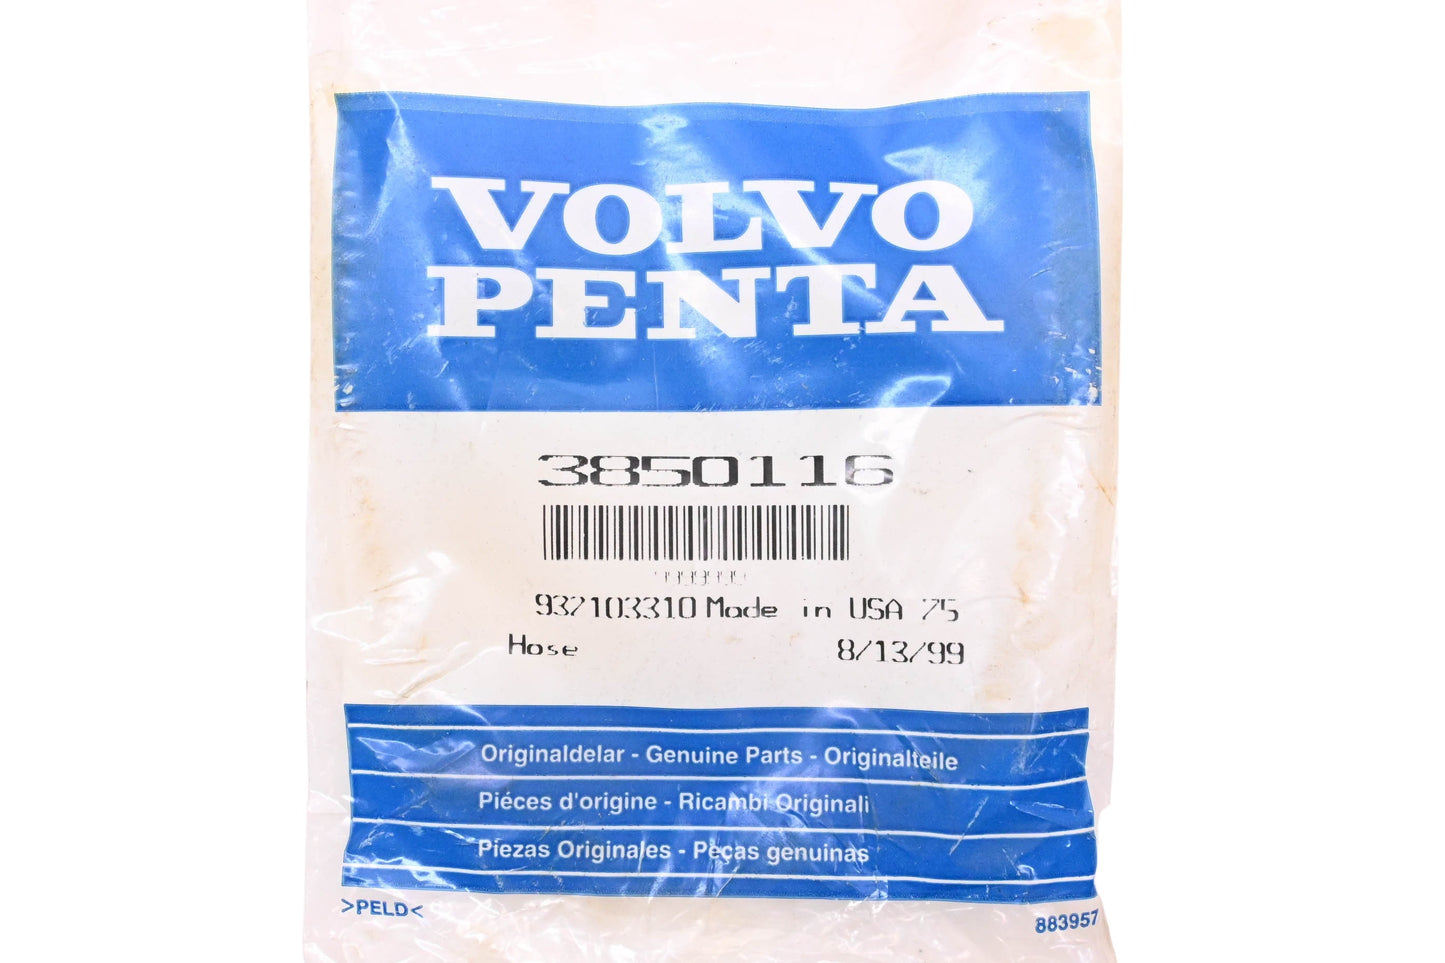 VOLVO
PENTA
3850116
937103310 Made in USA 75
Hose 8/13/99
Originaldelar - Genuine Parts - Originalteile
Piéces d'origine - Ricambi Originali
Piezas Originales - Peças genuinas
>PELD<
883957